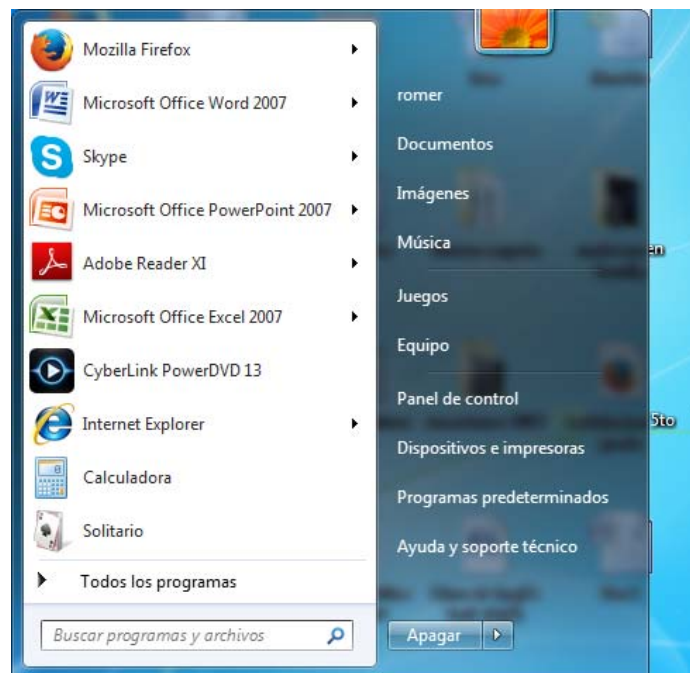 Mozilla Firefox
Microsoft Office Word 2007
Skype
Microsoft Office PowerPoint 2007
Adobe Reader XI
Microsoft Office Excel 2007
CyberLink PowerDVD 13
Internet Explorer
Calculadora
Solitario
Todos los programas
Buscar programas y archivos
romer
Documentos
Imágenes
Música
Juegos
Equipo
Panel de control
Dispositivos e impresoras
Programas predeterminados
Ayuda y soporte técnico
Apagar
en
5to